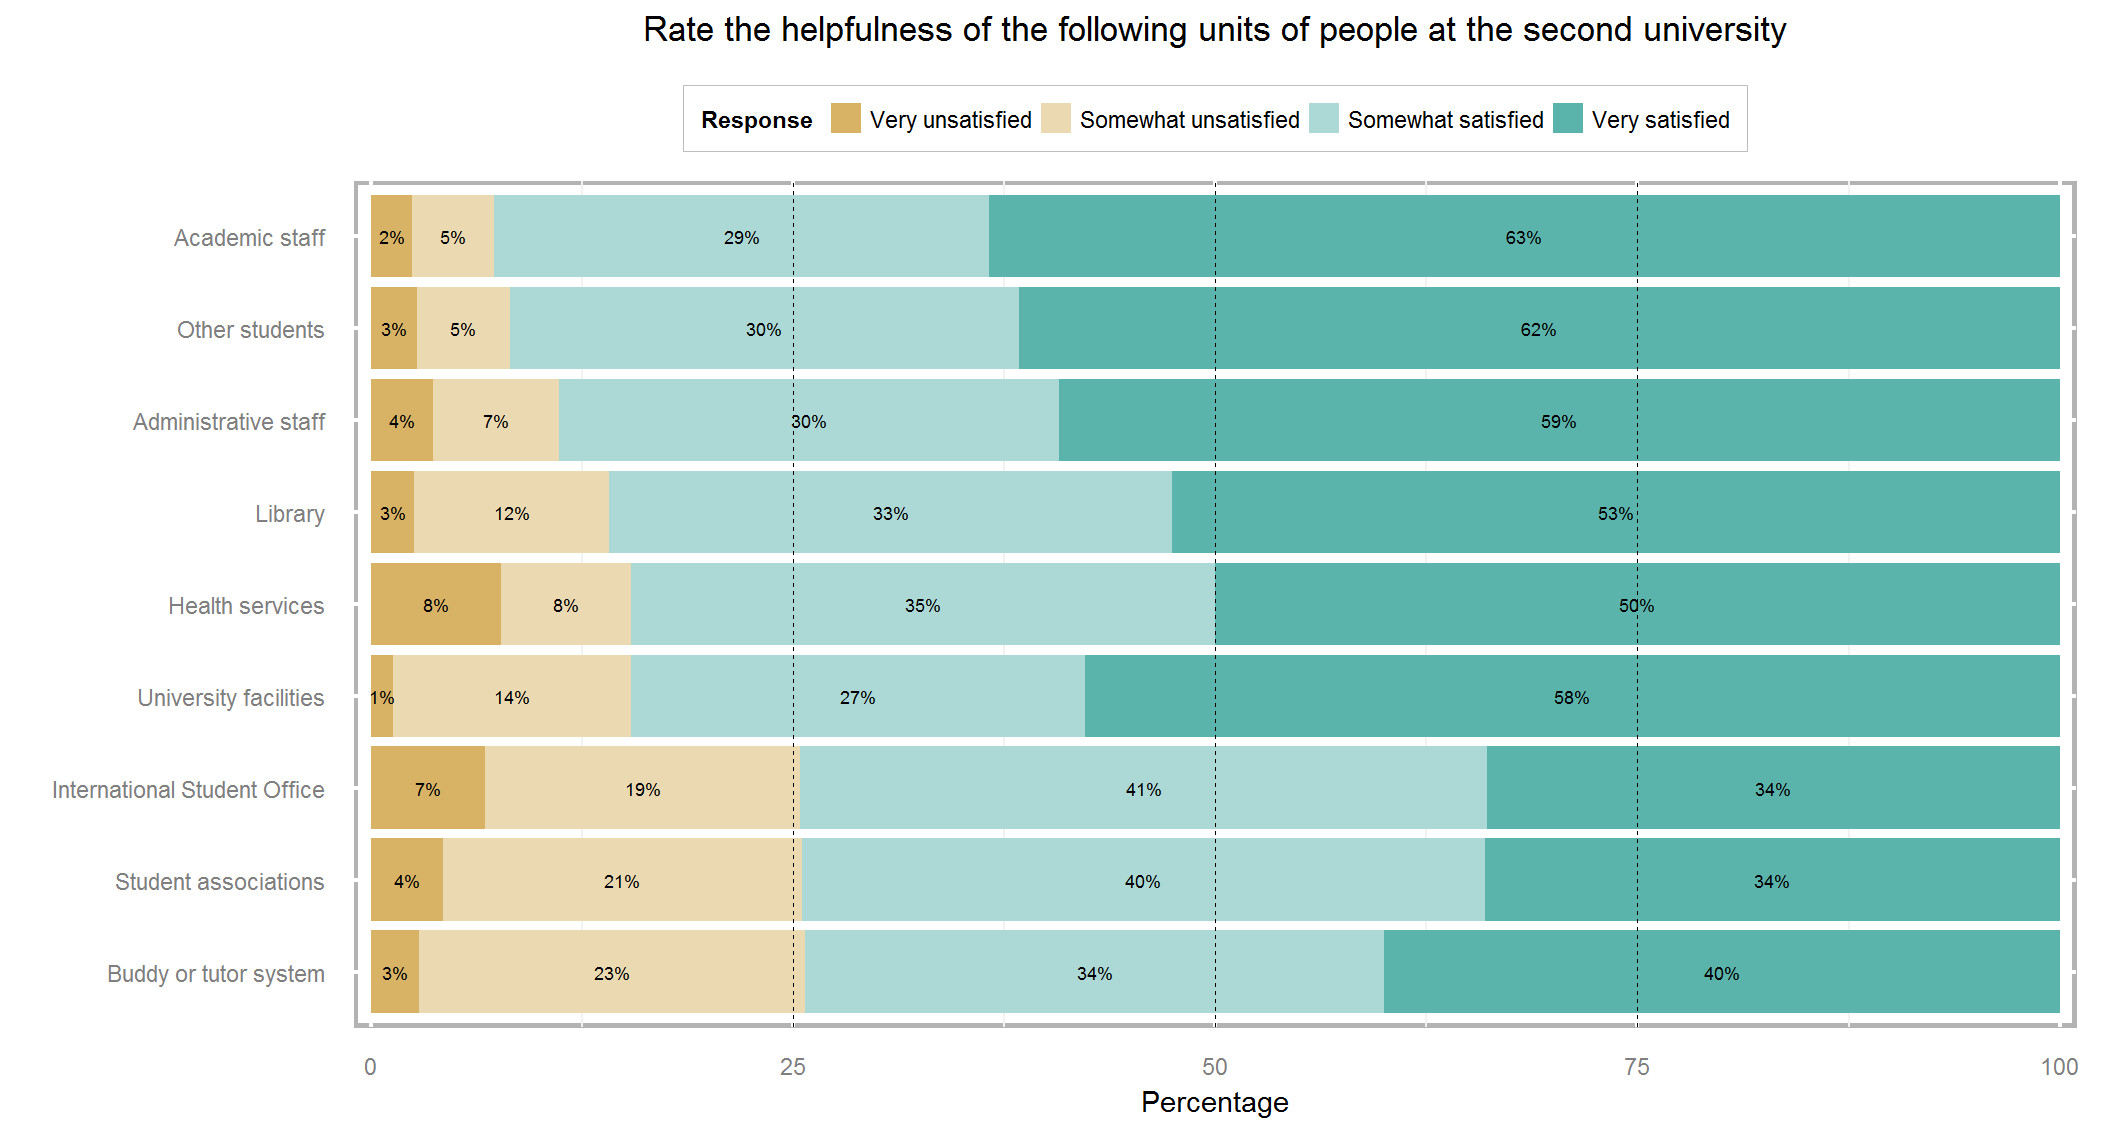 Rate the helpfulness of the following units of people at the second university
Response Very unsatisfied Somewhat unsatisfied Somewhat satisfied Very satisfied
Academic staff 2% 5% 29% 63%
Other students 3% 5% 30% 62%
Administrative staff 4% 7% 30% 59%
Library 3% 12% 33% 53%
Health services 8% 8% 35% 50%
University facilities 1% 14% 27% 58%
International Student Office 7% 19% 41% 34%
Student associations 4% 21% 40% 34%
Buddy or tutor system 3% 23% 34% 40%
0 25 50 75 100
Percentage